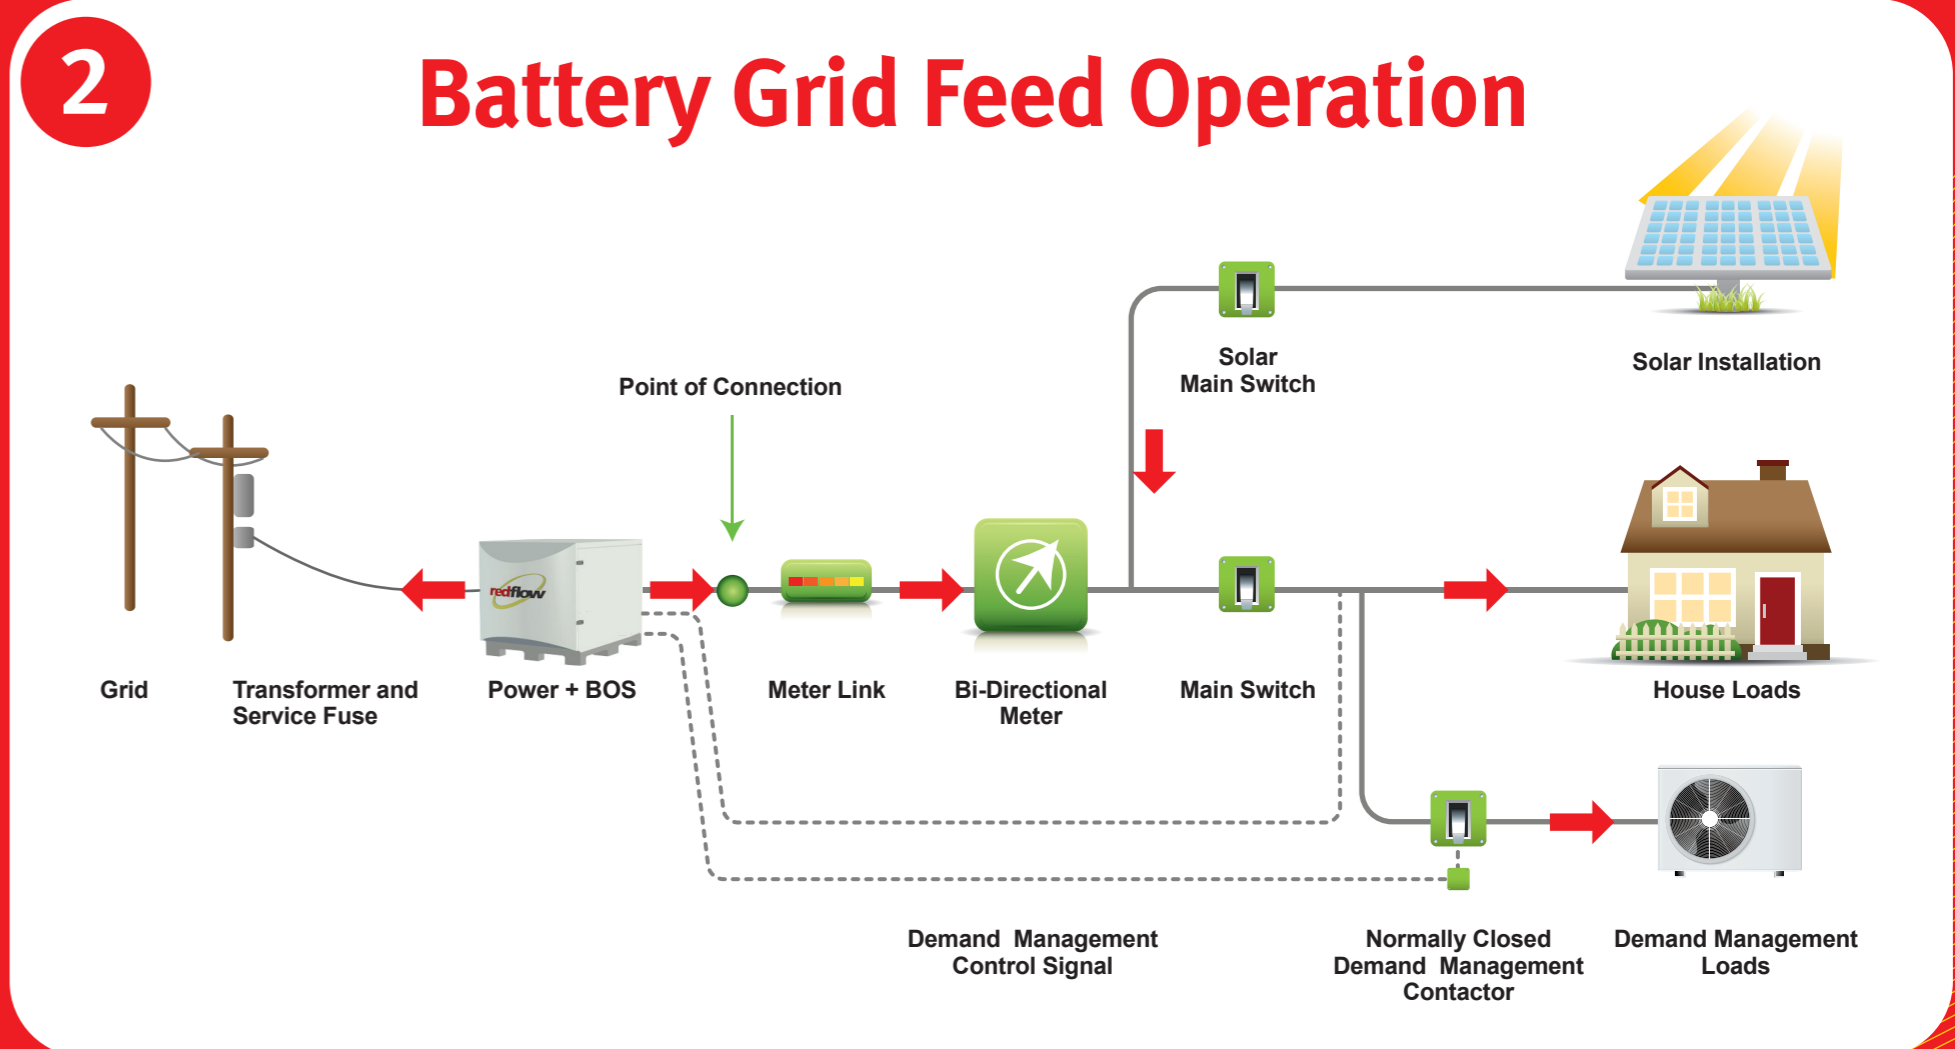 2
Battery Grid Feed Operation
Point of Connection
Solar
Main Switch
Solar Installation
redflow
Grid
Transformer and
Service Fuse
Power + BOS
Meter Link
Bi-Directional
Meter
Main Switch
House Loads
Demand Management
Control Signal
Normally Closed
Demand Management
Contactor
Demand Management
Loads